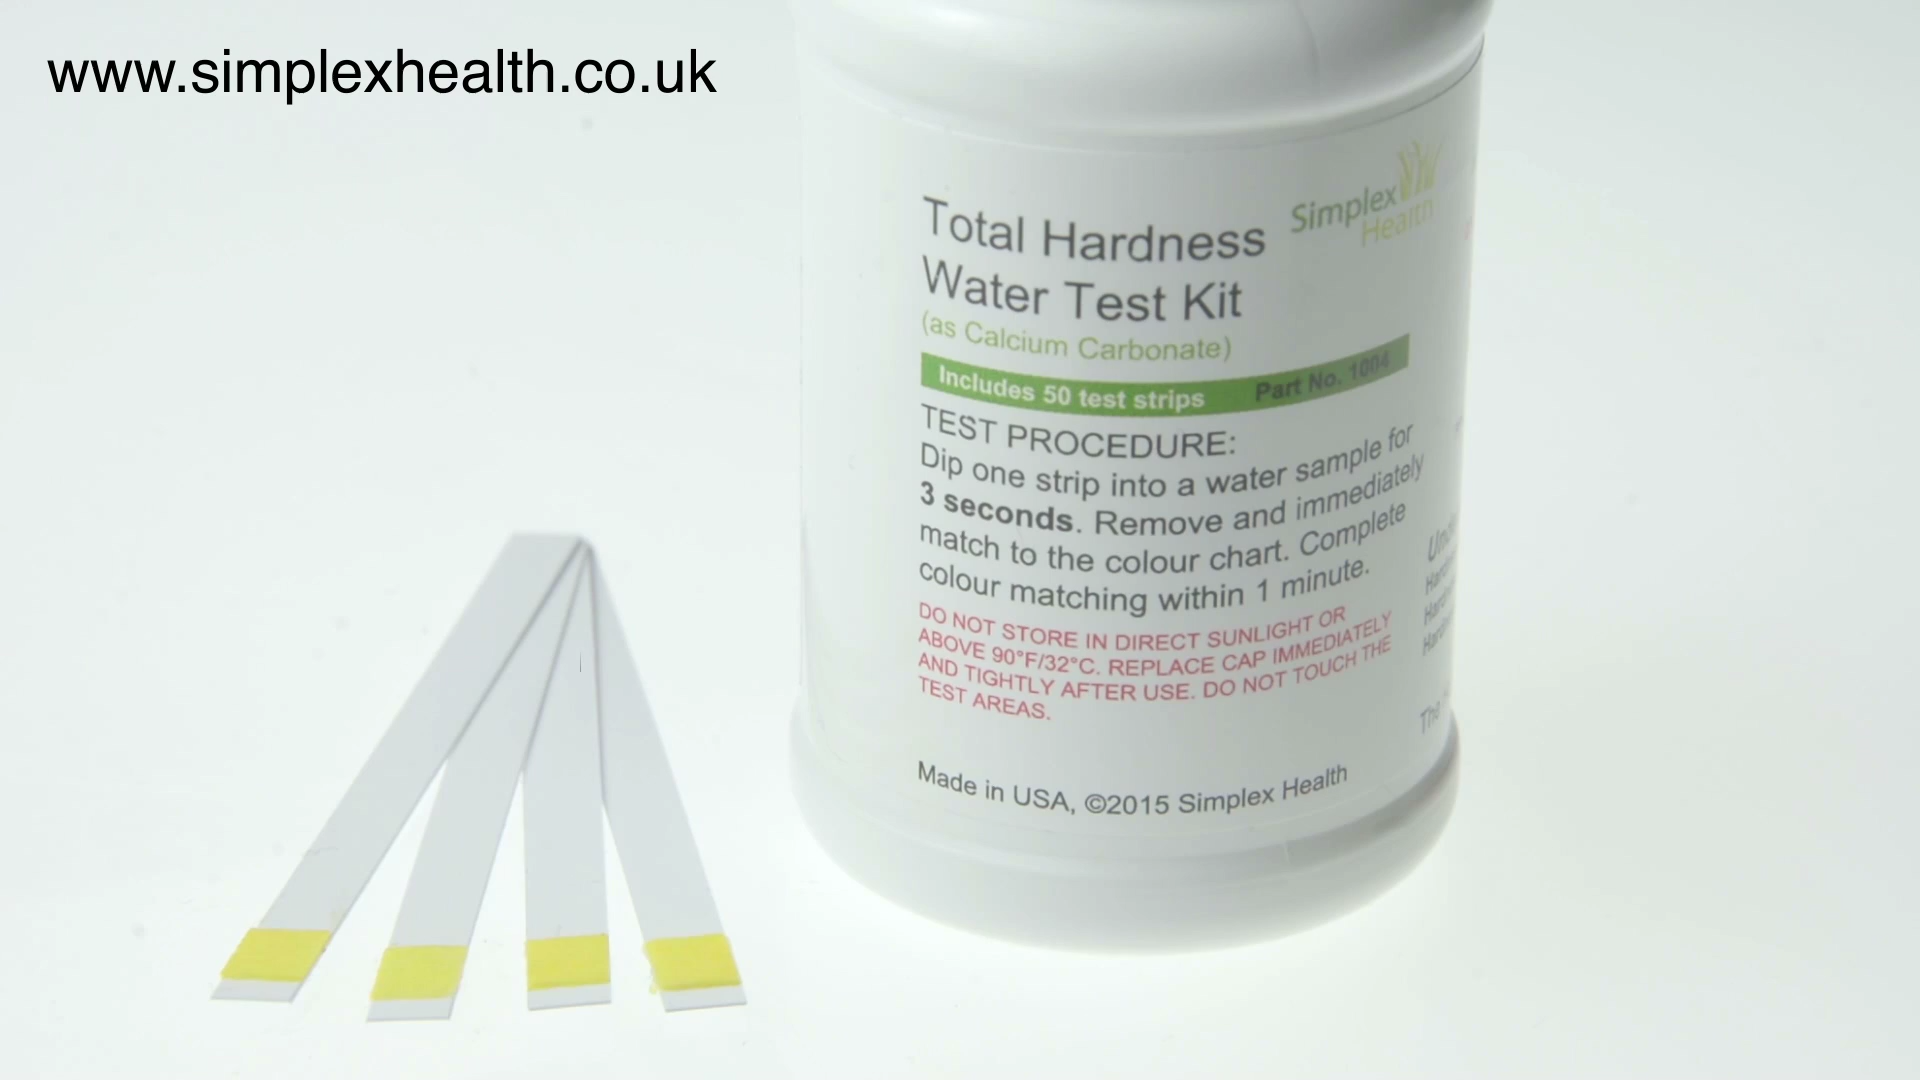 www.simplexhealth.co.uk
Simplex
Health
Total Hardness
Water Test Kit
(as Calcium Carbonate)
Includes 50 test strips Part No. 1004
TEST PROCEDURE:
Dip one strip into a water sample for
3 seconds. Remove and immediately
match to the colour chart. Complete
colour matching within 1 minute.
DO NOT STORE IN DIRECT SUNLIGHT OR
ABOVE 90°F/32°C. REPLACE CAP IMMEDIATELY
AND TIGHTLY AFTER USE. DO NOT TOUCH THE
TEST AREAS.
Made in USA, ©2015 Simplex Health